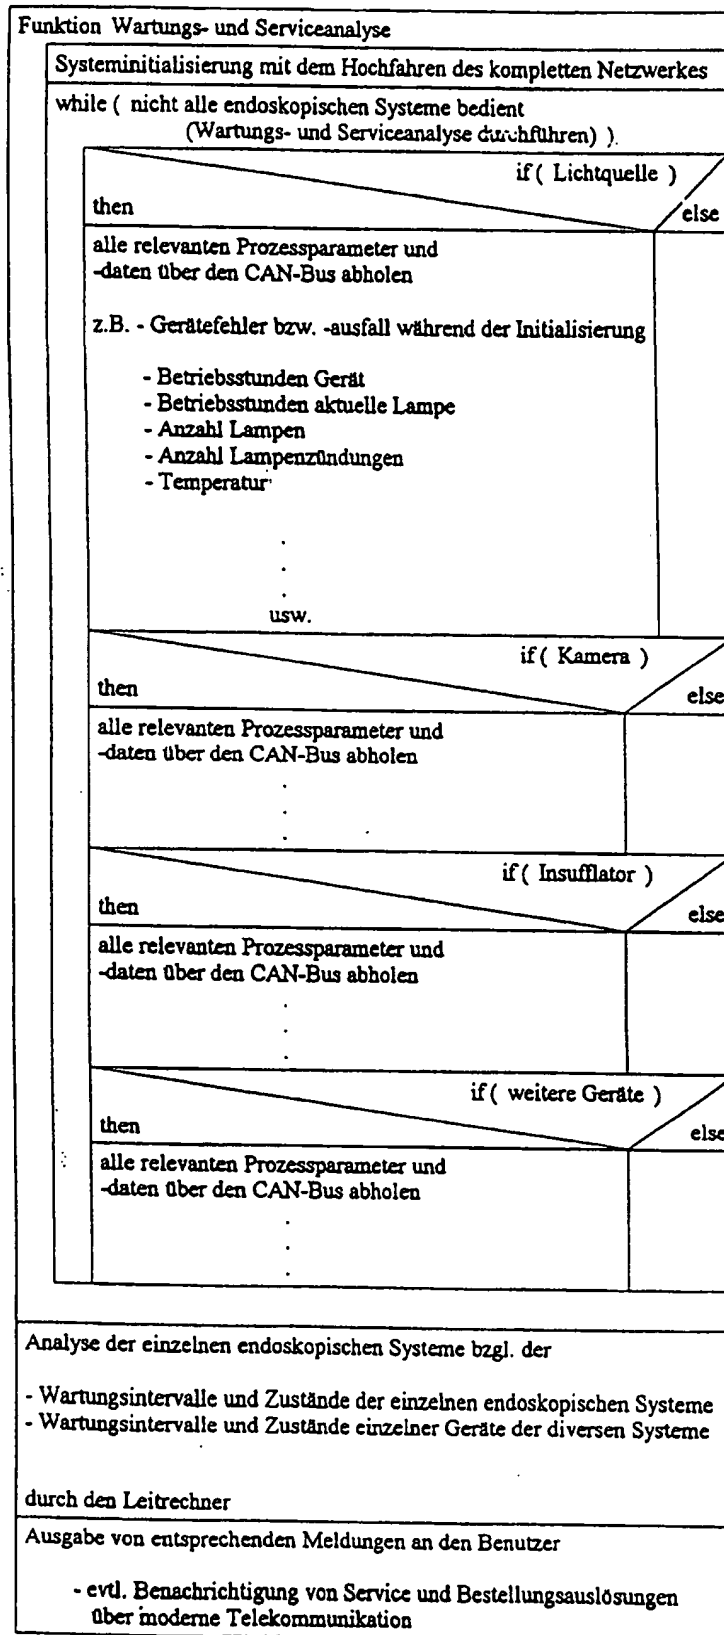 Funktion Wartungs- und Serviceanalyse
Systeminitialisierung mit dem Hochfahren des kompletten Netzwerkes
while ( nicht alle endoskopischen Systeme bedient
(Wartungs- und Serviceanalyse durchführen) )
if ( Lichtquelle )
then
else
alle relevanten Prozessparameter und
-daten über den CAN-Bus abholen
z.B. - Gerätefehler bzw. -ausfall während der Initialisierung
- Betriebsstunden Gerät
- Betriebsstunden aktuelle Lampe
- Anzahl Lampen
- Anzahl Lampenzündungen
- Temperatur
.
.
.
usw.
if ( Kamera )
then
else
alle relevanten Prozessparameter und
-daten über den CAN-Bus abholen
.
.
.
if ( Insufflator )
then
else
alle relevanten Prozessparameter und
-daten über den CAN-Bus abholen
.
.
.
if ( weitere Geräte )
then
else
alle relevanten Prozessparameter und
-daten über den CAN-Bus abholen
.
.
.
Analyse der einzelnen endoskopischen Systeme bzgl. der
- Wartungsintervalle und Zustände der einzelnen endoskopischen Systeme
- Wartungsintervalle und Zustände einzelner Geräte der diversen Systeme
durch den Leitrechner
Ausgabe von entsprechenden Meldungen an den Benutzer
- evtl. Benachrichtigung von Service und Bestellungsauslösungen
über moderne Telekommunikation